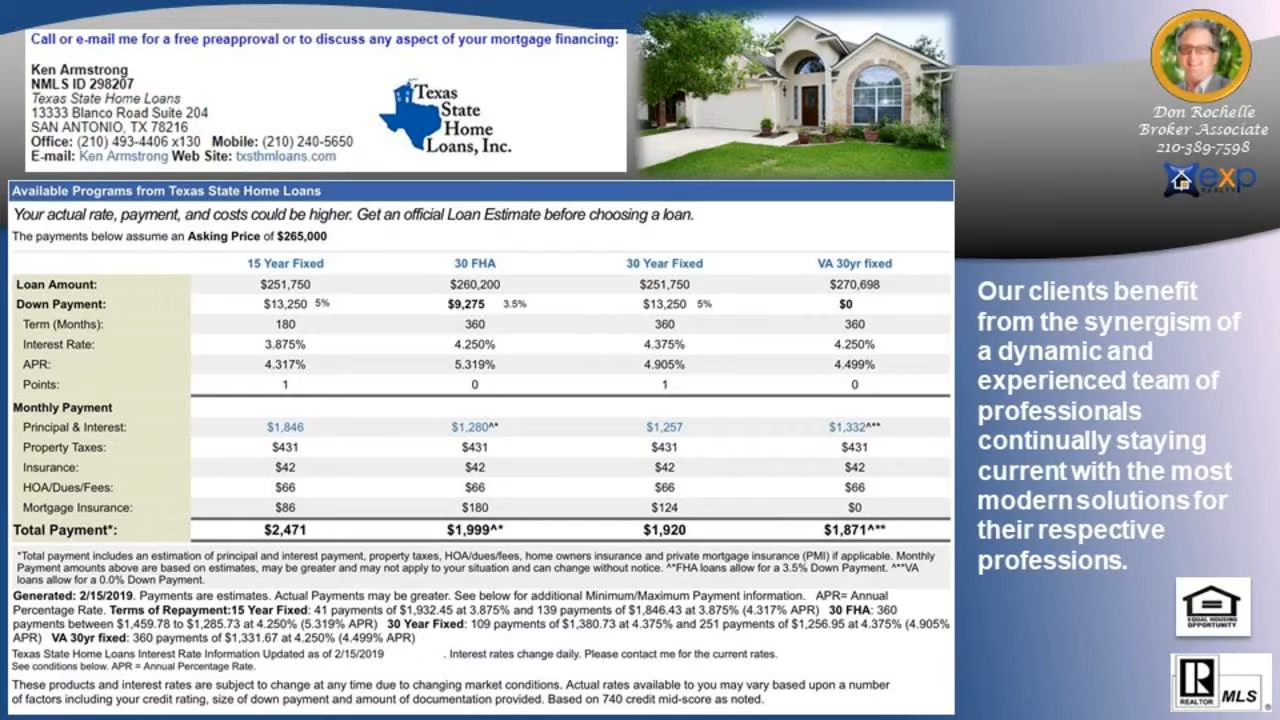 Call or e-mail me for a free preapproval or to discuss any aspect of your mortgage financing:
Ken Armstrong
NMLS ID 298207
Texas State Home Loans
13333 Blanco Road Suite 204
SAN ANTONIO, TX 78216
Office: (210) 493-4406 x130 Mobile: (210) 240-5650
E-mail: Ken Armstrong Web Site: txsthmloans.com
Texas
State
Home
Loans, Inc.
Don Rochelle
Broker Associate
210-389-7598
exp
REALTY
Available Programs from Texas State Home Loans
Your actual rate, payment, and costs could be higher. Get an official Loan Estimate before choosing a loan.
The payments below assume an Asking Price of $265,000
15 Year Fixed 30 FHA 30 Year Fixed VA 30yr fixed
Loan Amount: $251,750 $260,200 $251,750 $270,698
Down Payment: $13,250 5% $9,275 3.5% $13,250 5% $0
Term (Months): 180 360 360 360
Interest Rate: 3.875% 4.250% 4.375% 4.250%
APR: 4.317% 5.319% 4.905% 4.499%
Points: 1 0 1 0
Monthly Payment
Principal & Interest: $1,846 $1,280^* $1,257 $1,332^**
Property Taxes: $431 $431 $431 $431
Insurance: $42 $42 $42 $42
HOA/Dues/Fees: $66 $66 $66 $66
Mortgage Insurance: $86 $180 $124 $0
Total Payment*: $2,471 $1,999^* $1,920 $1,871^**
*Total payment includes an estimation of principal and interest payment, property taxes, HOA/dues/fees, home owners insurance and private mortgage insurance (PMI) if applicable. Monthly
Payment amounts above are based on estimates, may be greater and may not apply to your situation and can change without notice. ^*FHA loans allow for a 3.5% Down Payment. ^**VA
loans allow for a 0.0% Down Payment.
Generated: 2/15/2019. Payments are estimates. Actual Payments may be greater. See below for additional Minimum/Maximum Payment information. APR= Annual
Percentage Rate. Terms of Repayment:15 Year Fixed: 41 payments of $1,932.45 at 3.875% and 139 payments of $1,846.43 at 3.875% (4.317% APR) 30 FHA: 360
payments between $1,459.78 to $1,285.73 at 4.250% (5.319% APR) 30 Year Fixed: 109 payments of $1,380.73 at 4.375% and 251 payments of $1,256.95 at 4.375% (4.905%
APR) VA 30yr fixed: 360 payments of $1,331.67 at 4.250% (4.499% APR)
Texas State Home Loans Interest Rate Information Updated as of 2/15/2019 . Interest rates change daily. Please contact me for the current rates.
See conditions below. APR = Annual Percentage Rate.
These products and interest rates are subject to change at any time due to changing market conditions. Actual rates available to you may vary based upon a number
of factors including your credit rating, size of down payment and amount of documentation provided. Based on 740 credit mid-score as noted.
Our clients benefit
from the synergism of
a dynamic and
experienced team of
professionals
continually staying
current with the most
modern solutions for
their respective
professions.
EQUAL HOUSING
OPPORTUNITY
R
REALTOR MLS ®